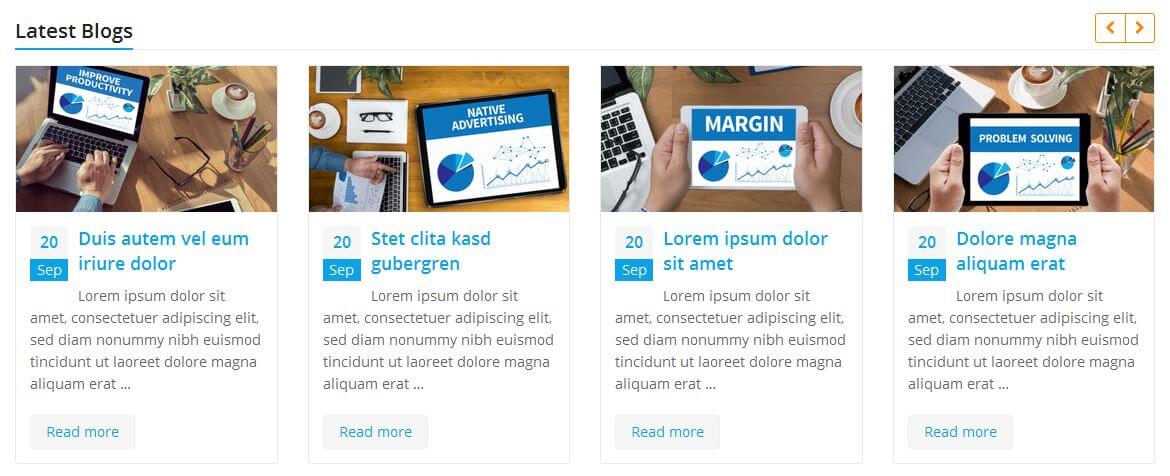 Latest Blogs
IMPROVE
PRODUCTIVITY
20
Sep
Duis autem vel eum
iriure dolor
Lorem ipsum dolor sit
amet, consectetuer adipiscing elit,
sed diam nonummy nibh euismod
tincidunt ut laoreet dolore magna
aliquam erat ...
Read more
NATIVE
ADVERTISING
20
Sep
Stet clita kasd
gubergren
Lorem ipsum dolor sit
amet, consectetuer adipiscing elit,
sed diam nonummy nibh euismod
tincidunt ut laoreet dolore magna
aliquam erat ...
Read more
MARGIN
20
Sep
Lorem ipsum dolor
sit amet
Lorem ipsum dolor sit
amet, consectetuer adipiscing elit,
sed diam nonummy nibh euismod
tincidunt ut laoreet dolore magna
aliquam erat ...
Read more
PROBLEM SOLVING
20
Sep
Dolore magna
aliquam erat
Lorem ipsum dolor sit
amet, consectetuer adipiscing elit,
sed diam nonummy nibh euismod
tincidunt ut laoreet dolore magna
aliquam erat ...
Read more